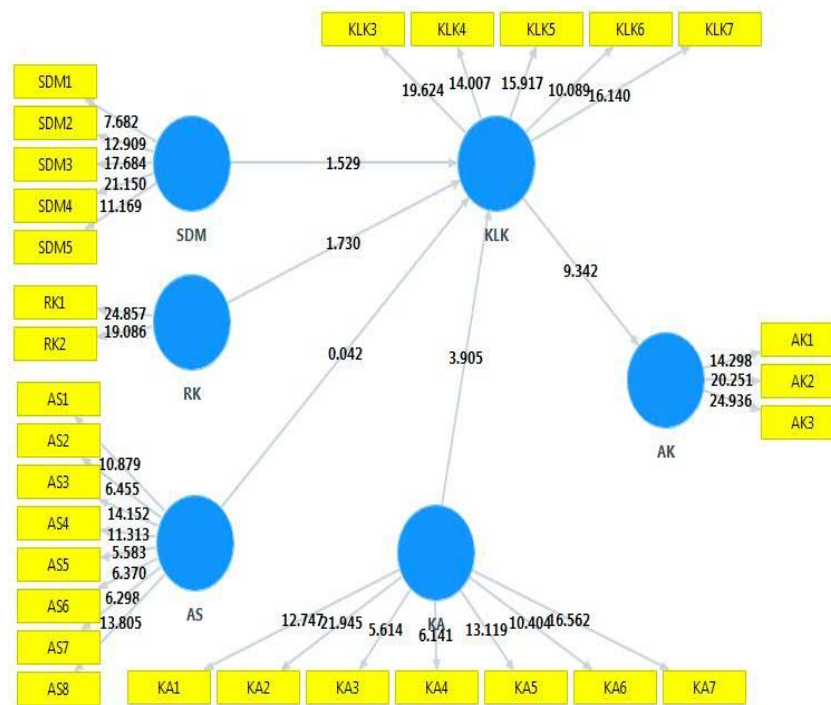 KLK3 KLK4 KLK5 KLK6 KLK7
19.624 14.007 15.917 10.089 16.140
SDM1
SDM2
SDM3
SDM4
SDM5
7.682
12.909
17.684
21.150
11.169
SDM
1.529
KLK
RK1
RK2
24.857
19.086
RK
1.730
0.042
3.905
9.342
AK1
AK2
AK3
14.298
20.251
24.936
AK
AS1
AS2
AS3
AS4
AS5
AS6
AS7
AS8
10.879
6.455
14.152
11.313
5.583
6.370
6.298
13.805
AS
KA
12.747 21.945 5.614 6.141 13.119 10.404 16.562
KA1 KA2 KA3 KA4 KA5 KA6 KA7